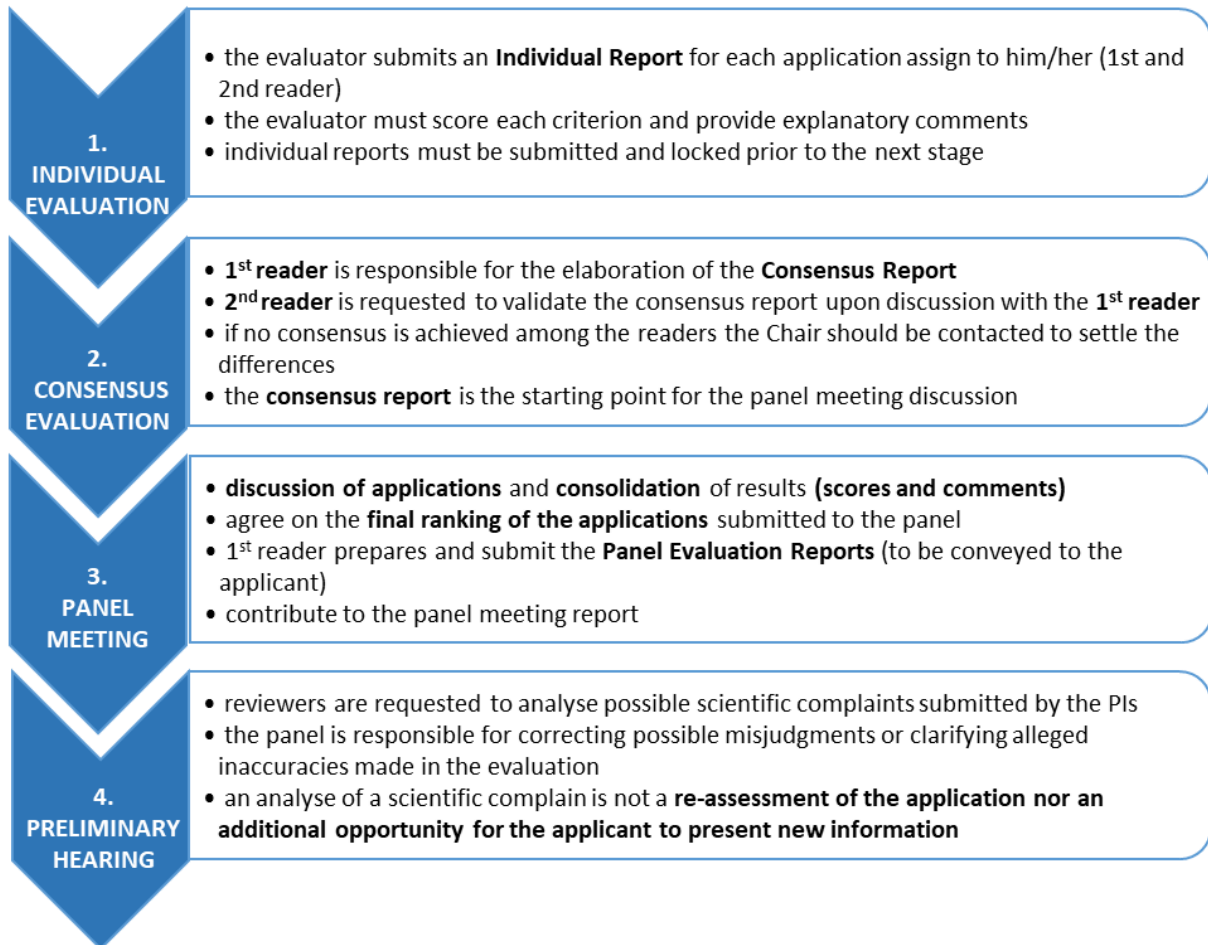 1.
INDIVIDUAL
EVALUATION
• the evaluator submits an Individual Report for each application assign to him/her (1st and
2nd reader)
• the evaluator must score each criterion and provide explanatory comments
• individual reports must be submitted and locked prior to the next stage
2.
CONSENSUS
EVALUATION
• 1st reader is responsible for the elaboration of the Consensus Report
• 2nd reader is requested to validate the consensus report upon discussion with the 1st reader
• if no consensus is achieved among the readers the Chair should be contacted to settle the
differences
• the consensus report is the starting point for the panel meeting discussion
3.
PANEL
MEETING
• discussion of applications and consolidation of results (scores and comments)
• agree on the final ranking of the applications submitted to the panel
• 1st reader prepares and submit the Panel Evaluation Reports (to be conveyed to the
applicant)
• contribute to the panel meeting report
4.
PRELIMINARY
HEARING
• reviewers are requested to analyse possible scientific complaints submitted by the PIs
• the panel is responsible for correcting possible misjudgments or clarifying alleged
inaccuracies made in the evaluation
• an analyse of a scientific complain is not a re-assessment of the application nor an
additional opportunity for the applicant to present new information